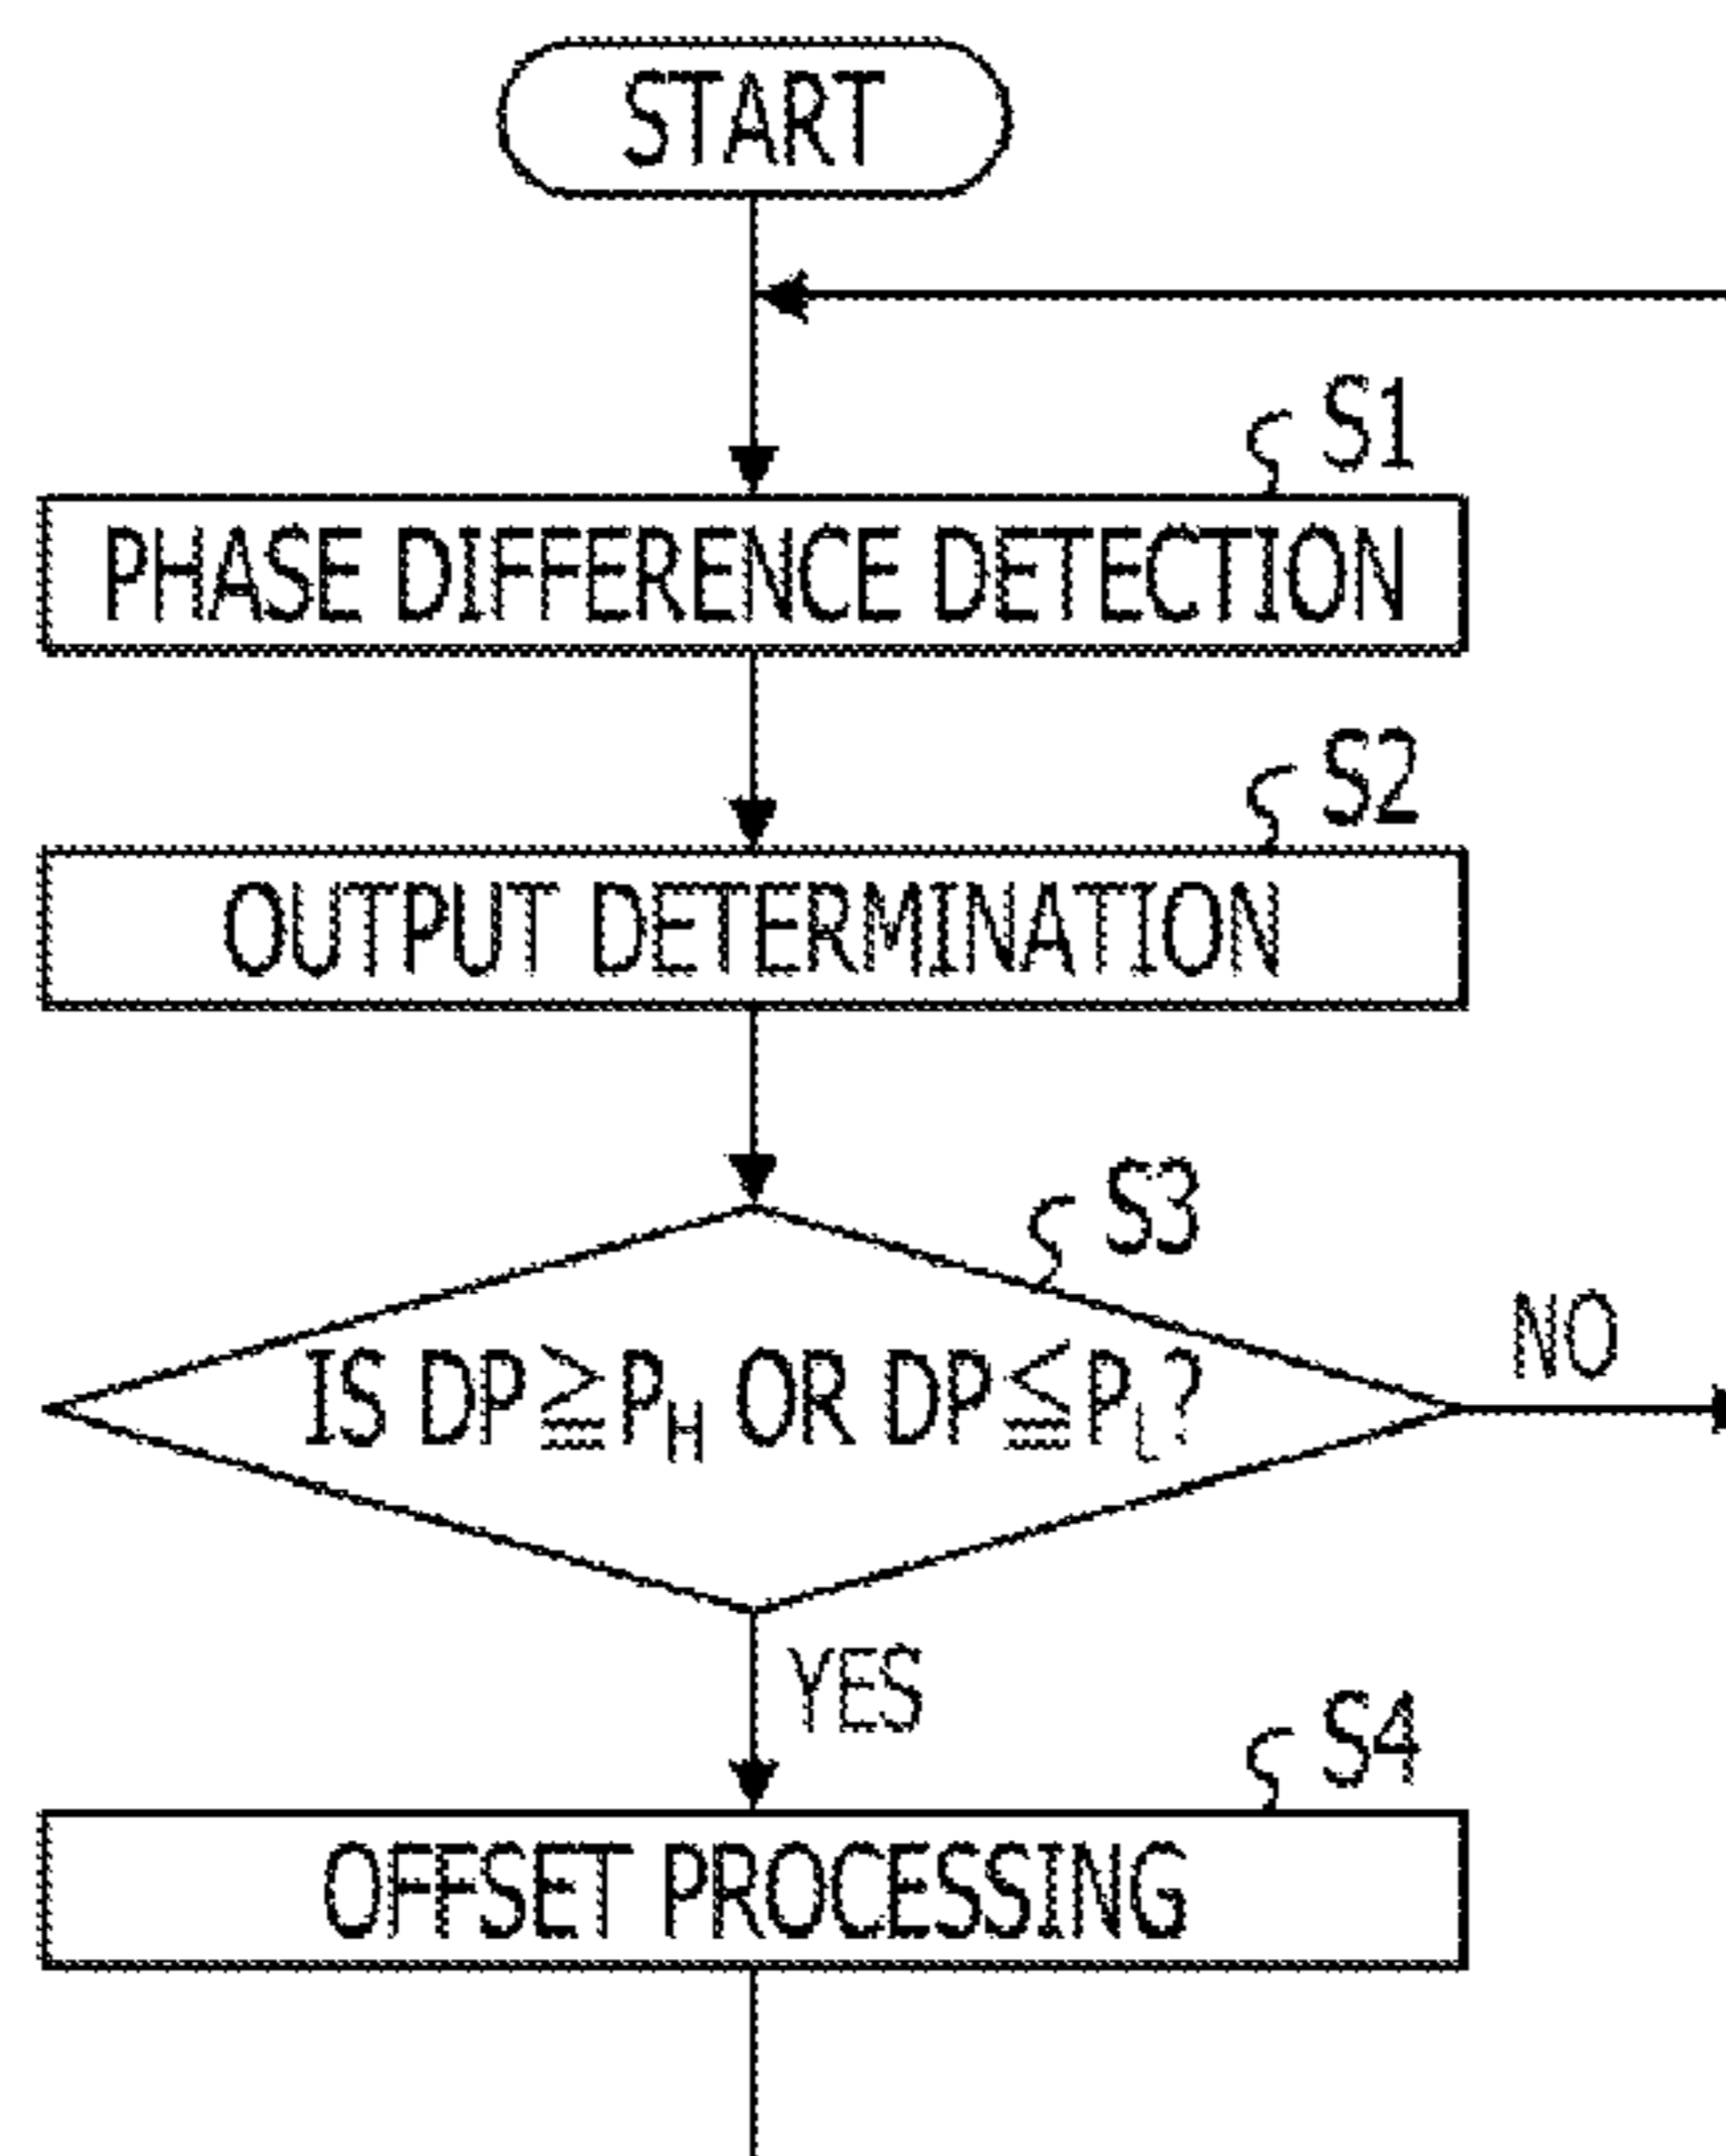 START
S1
PHASE DIFFERENCE DETECTION
S2
OUTPUT DETERMINATION
S3
IS DP≧PH OR DP≦PL?
NO
YES
S4
OFFSET PROCESSING